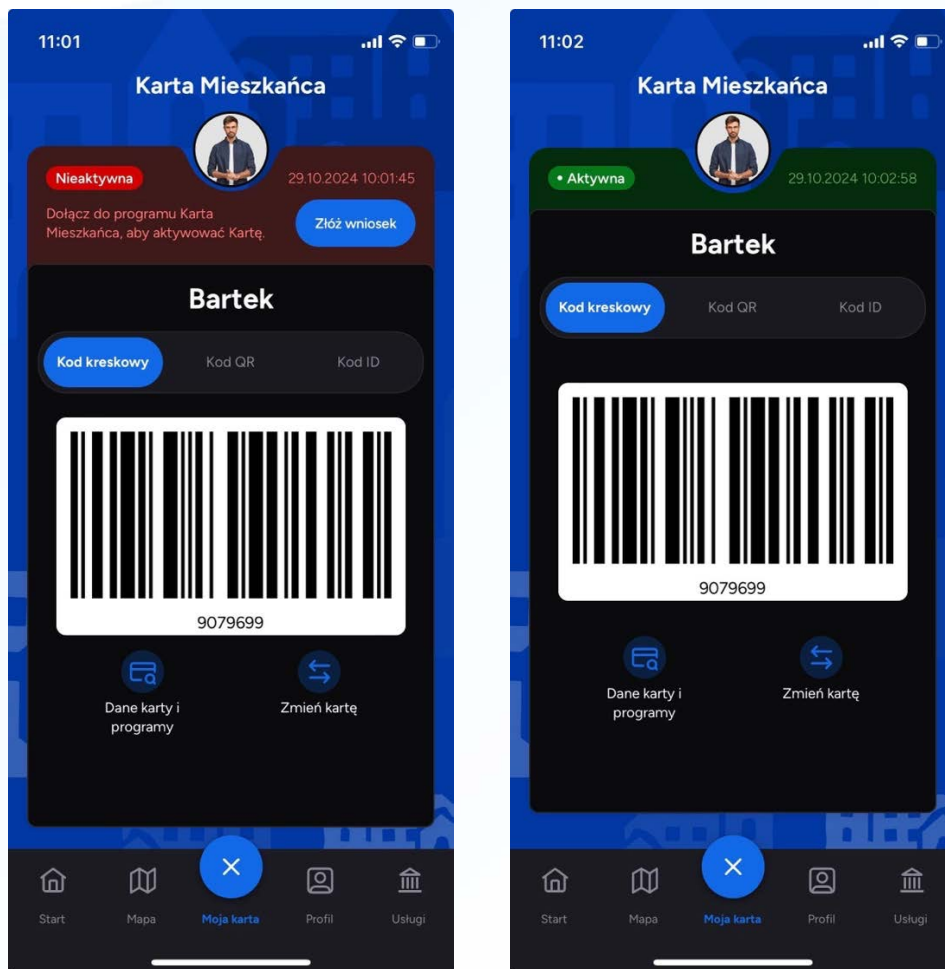 11:01
Karta Mieszkańca
Nieaktywna
29.10.2024 10:01:45
Dołącz do programu Karta
Mieszkańca, aby aktywować Kartę.
Złóż wniosek
Bartek
Kod kreskowy
Kod QR
Kod ID
9079699
Dane karty i
programy
Zmień kartę
Start
Mapa
Moja karta
Profil
Usługi
11:02
Karta Mieszkańca
• Aktywna
29.10.2024 10:02:58
Bartek
Kod kreskowy
Kod QR
Kod ID
9079699
Dane karty i
programy
Zmień kartę
Start
Mapa
Moja karta
Profil
Usługi